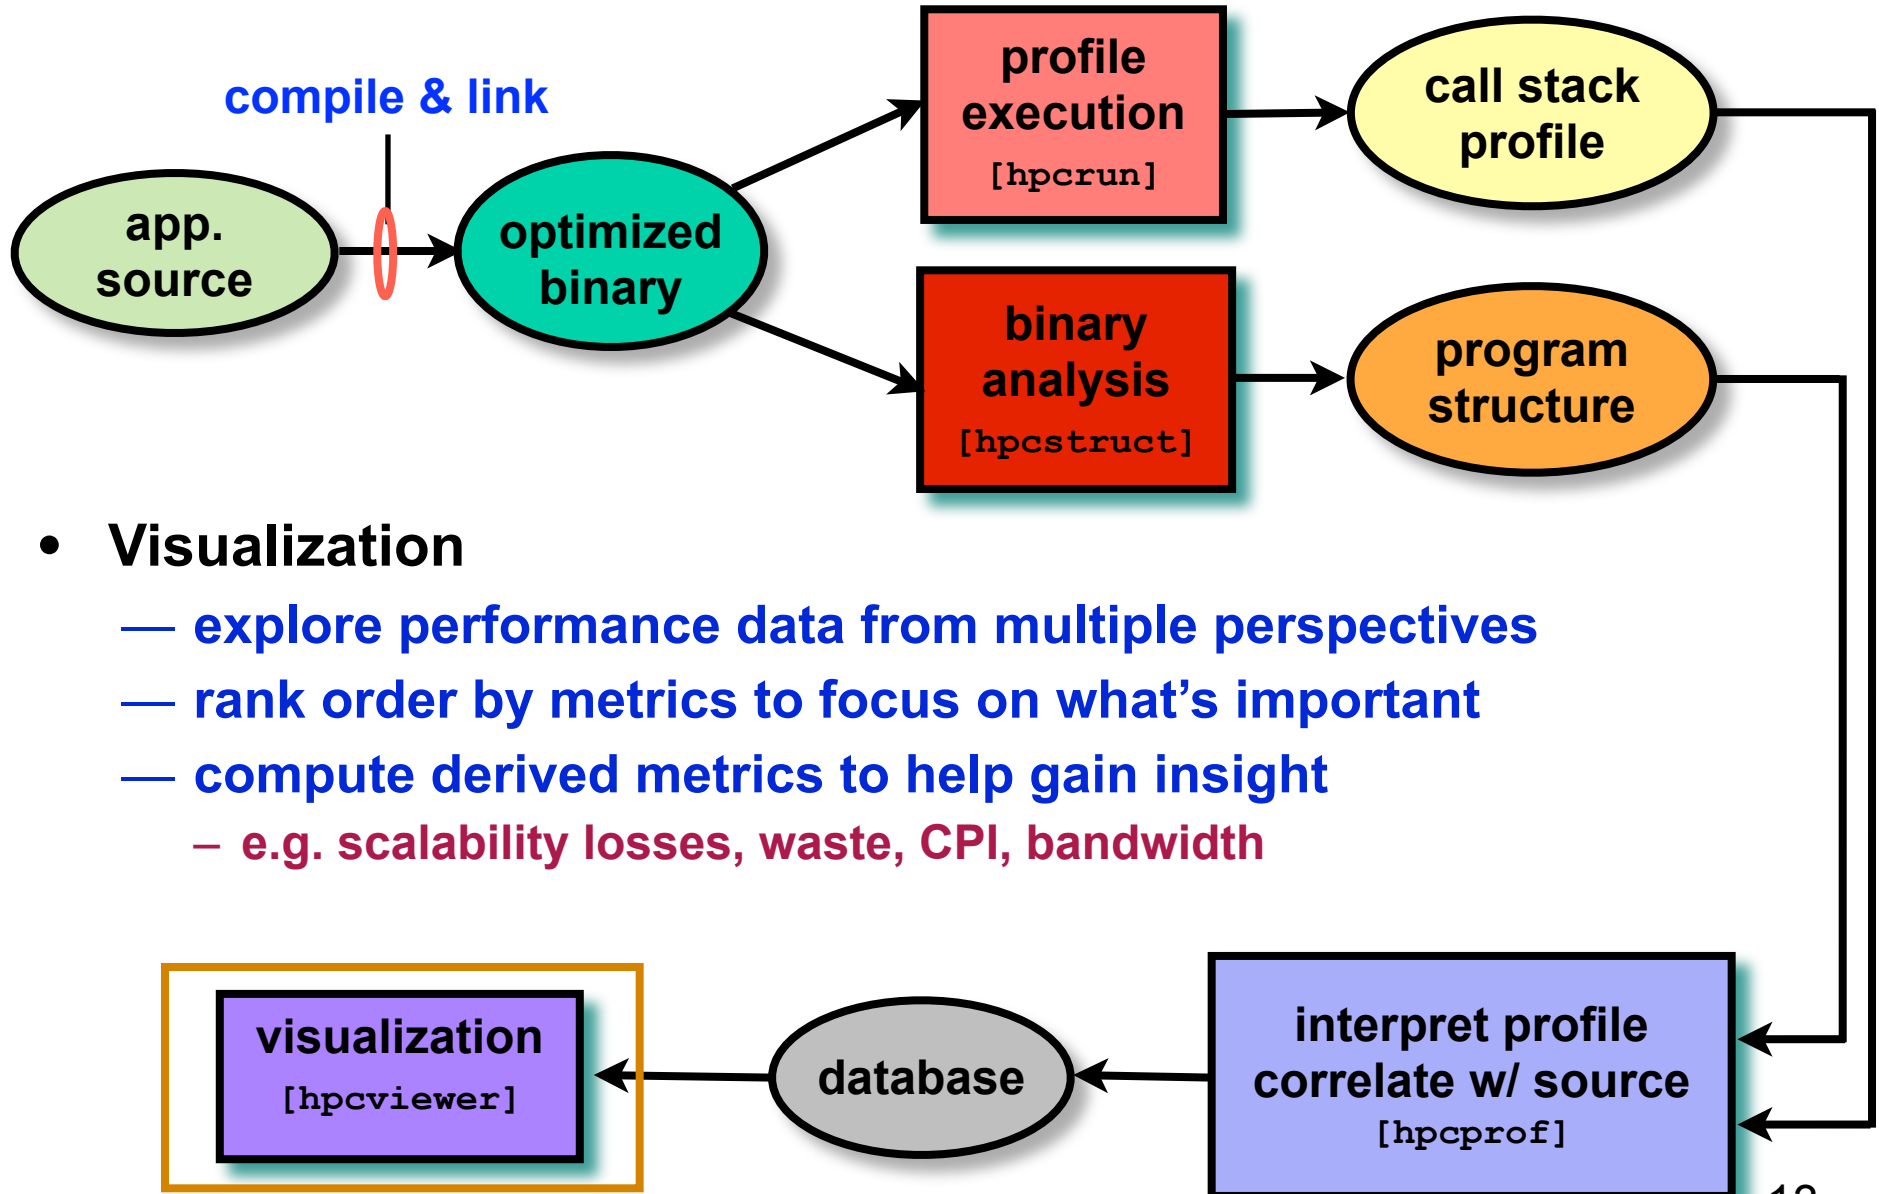 compile & link
app.
source
optimized
binary
profile
execution
[hpcrun]
call stack
profile
binary
analysis
[hpcstruct]
program
structure
• Visualization
— explore performance data from multiple perspectives
— rank order by metrics to focus on what’s important
— compute derived metrics to help gain insight
– e.g. scalability losses, waste, CPI, bandwidth
visualization
[hpcviewer]
database
interpret profile
correlate w/ source
[hpcprof]